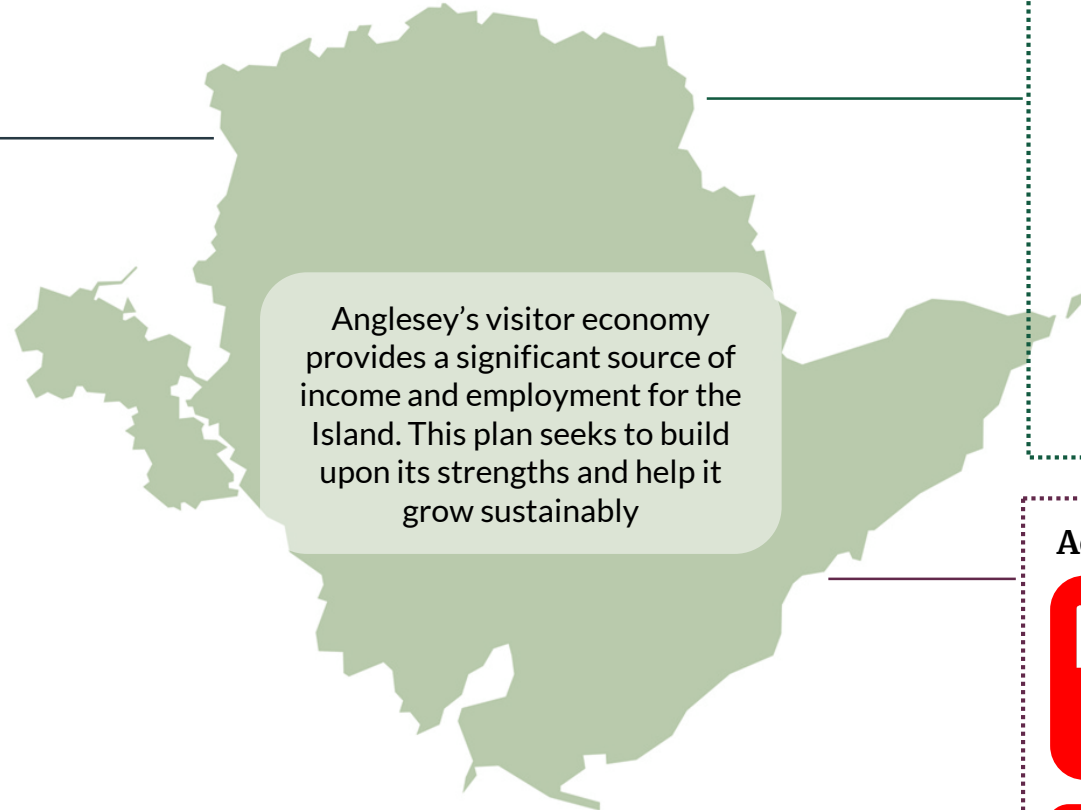 Anglesey’s visitor economy
provides a significant source of
income and employment for the
Island. This plan seeks to build
upon its strengths and help it
grow sustainably